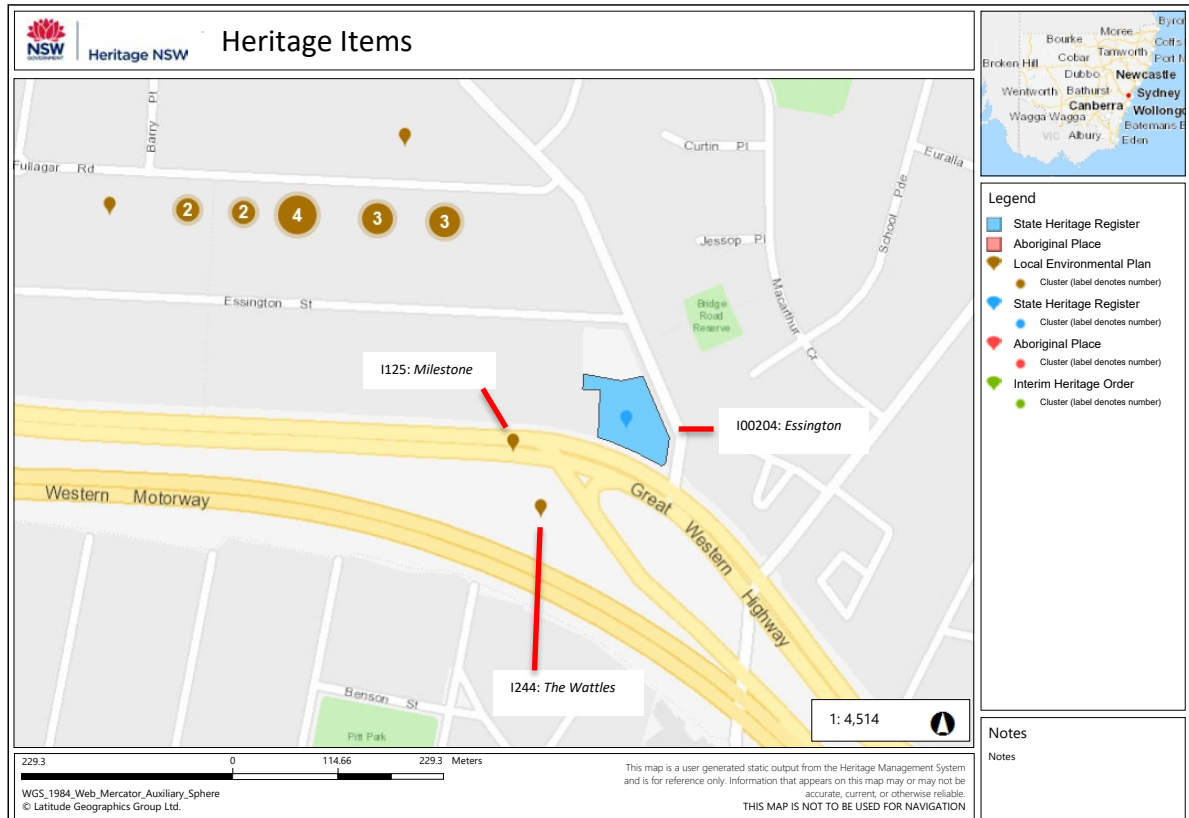 NSW
GOVERNMENT
Heritage NSW
Heritage Items
Byron
Moree
Bourke
Coffs
Tamworth
Cobar
Port M
Broken Hill
Dubbo
Newcastle
Wentworth
Bathurst
Sydney
Canberra
Wollongo
Wagga Wagga
Batemans B
VIC
Albury
Eden
Barry Pl
Fullagar Rd
Curtin Pl
Euralla
School Pde
2
2
4
3
3
Jessop Pl
Macarthur Cr
Essington St
Bridge
Road
Reserve
I125: Milestone
I00204: Essington
Western Motorway
Great Western Highway
I244: The Wattles
Benson St
Pitt Park
1: 4,514
Legend
State Heritage Register
Aboriginal Place
Local Environmental Plan
Cluster (label denotes number)
State Heritage Register
Cluster (label denotes number)
Aboriginal Place
Cluster (label denotes number)
Interim Heritage Order
Cluster (label denotes number)
Notes
Notes
229.3 0 114.66 229.3 Meters
WGS_1984_Web_Mercator_Auxiliary_Sphere
© Latitude Geographics Group Ltd.
This map is a user generated static output from the Heritage Management System
and is for reference only. Information that appears on this map may or may not be
accurate, current, or otherwise reliable.
THIS MAP IS NOT TO BE USED FOR NAVIGATION